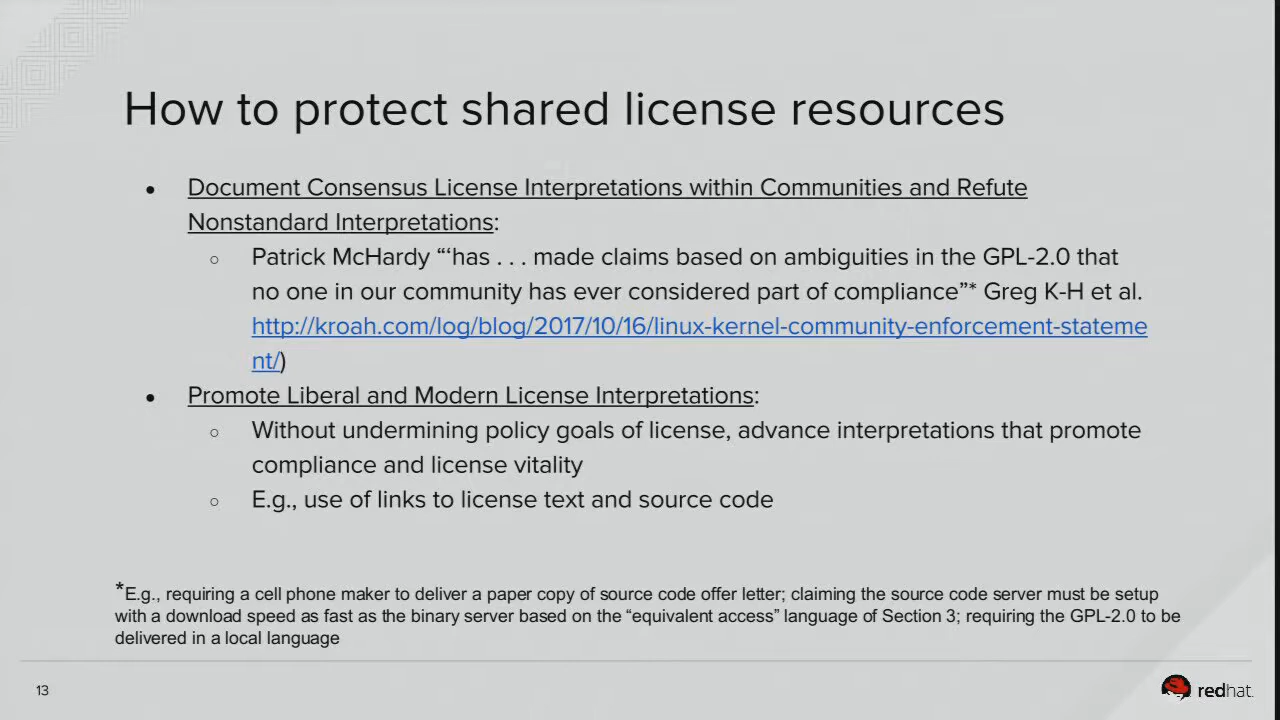 How to protect shared license resources
● Document Consensus License Interpretations within Communities and Refute
Nonstandard Interpretations:
○ Patrick McHardy “‘has . . . made claims based on ambiguities in the GPL-2.0 that
no one in our community has ever considered part of compliance”* Greg K-H et al.
http://kroah.com/log/blog/2017/10/16/linux-kernel-community-enforcement-stateme
nt/)
● Promote Liberal and Modern License Interpretations:
○ Without undermining policy goals of license, advance interpretations that promote
compliance and license vitality
○ E.g., use of links to license text and source code
*E.g., requiring a cell phone maker to deliver a paper copy of source code offer letter; claiming the source code server must be setup
with a download speed as fast as the binary server based on the “equivalent access” language of Section 3; requiring the GPL-2.0 to be
delivered in a local language
13
redhat.